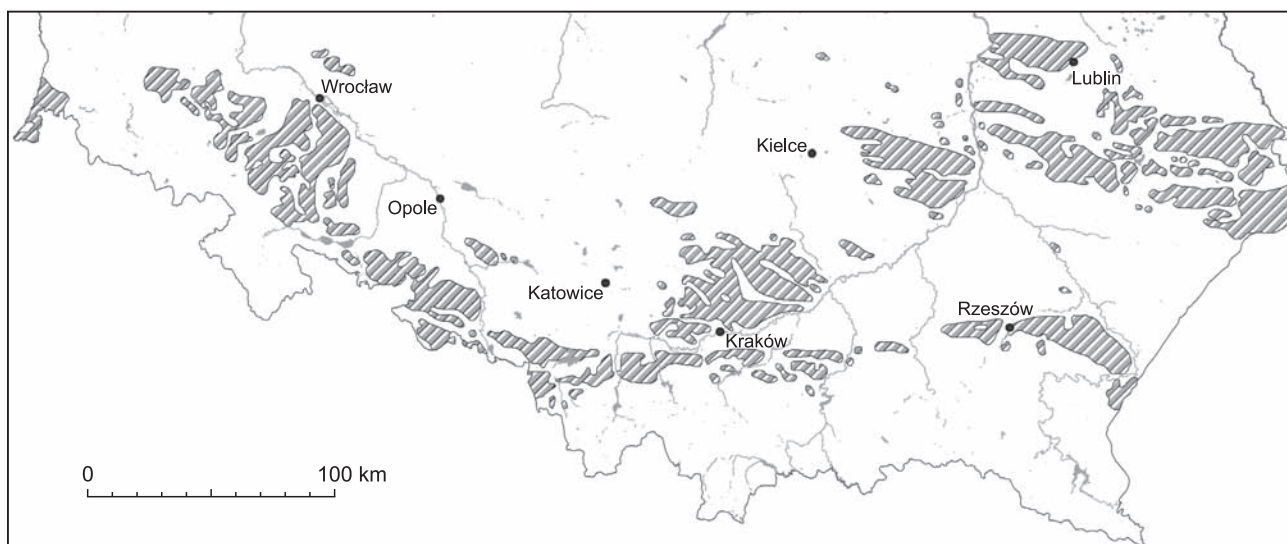 Wrocław
Lublin
Kielce
Opole
Katowice
Rzeszów
Kraków
0
100 km